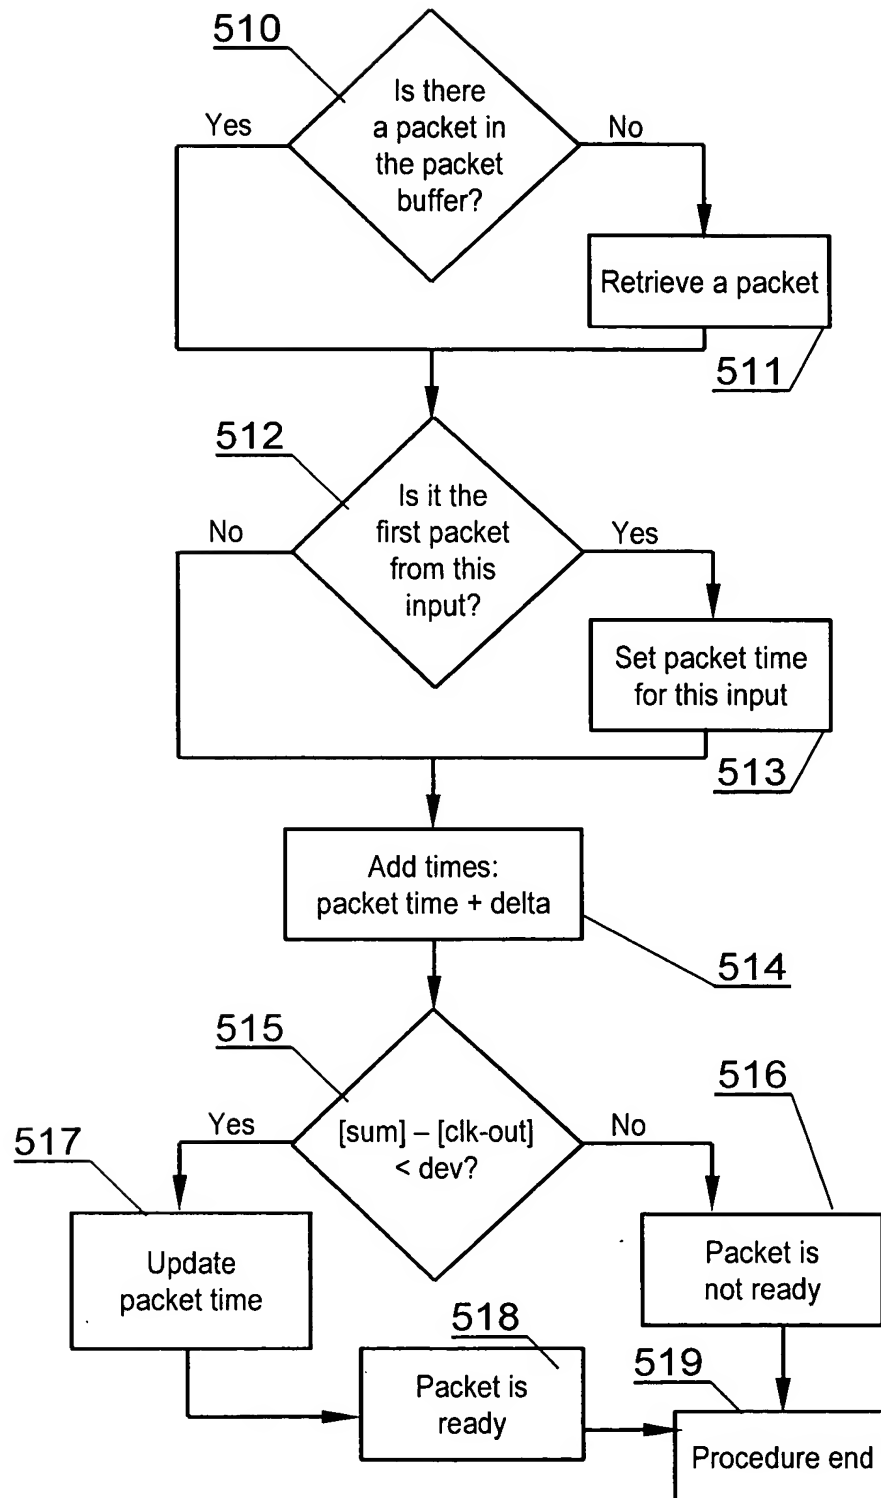 510
Is there
a packet in
the packet
buffer?
Yes
No
Retrieve a packet
511
512
Is it the
first packet
from this
input?
No
Yes
Set packet time
for this input
513
Add times:
packet time + delta
514
515
[sum] – [clk-out]
< dev?
Yes
No
516
517
Update
packet time
Packet is
not ready
518
Packet is
ready
519
Procedure end